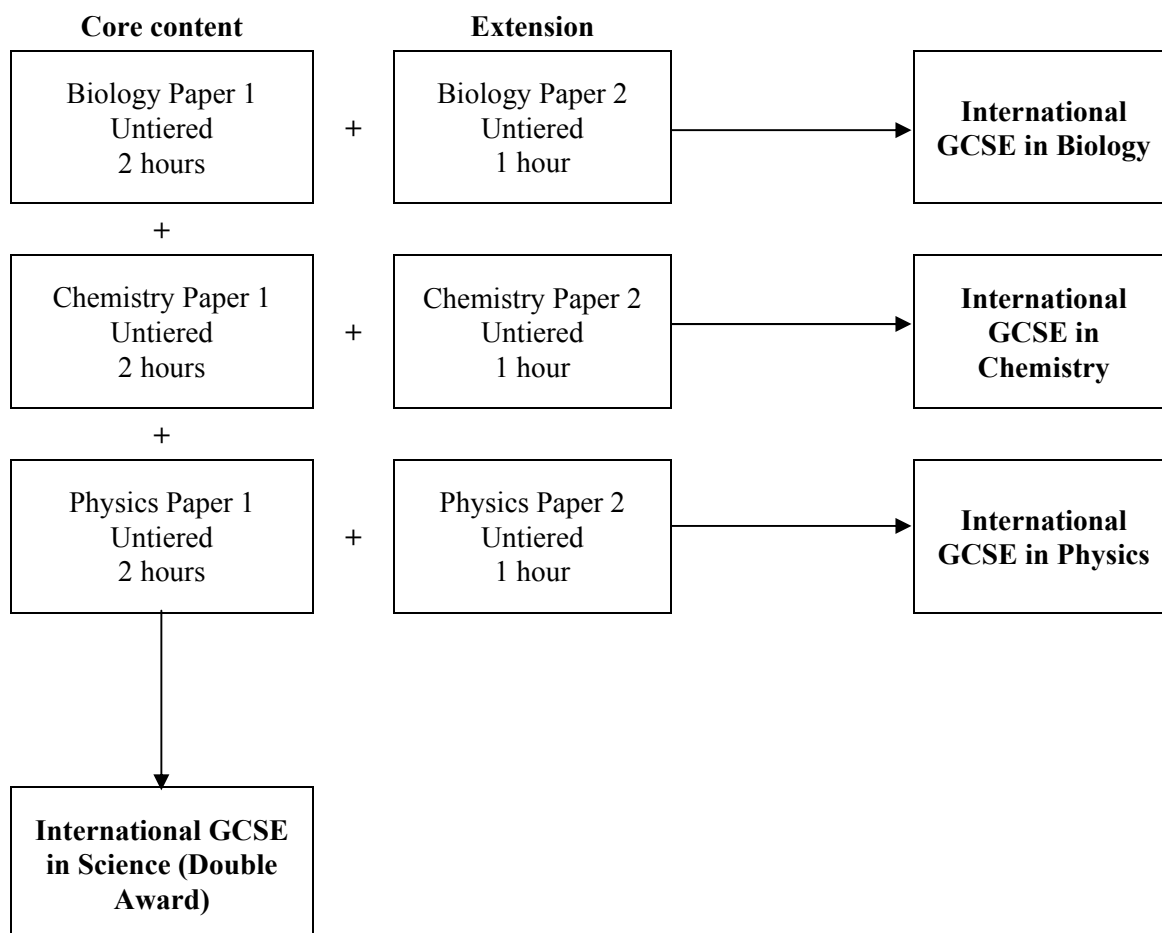 Core content
Extension
Biology Paper 1
Untiered
2 hours
+
Biology Paper 2
Untiered
1 hour
International
GCSE in Biology
+
Chemistry Paper 1
Untiered
2 hours
+
Chemistry Paper 2
Untiered
1 hour
International
GCSE in
Chemistry
+
Physics Paper 1
Untiered
2 hours
+
Physics Paper 2
Untiered
1 hour
International
GCSE in Physics
International GCSE
in Science (Double
Award)